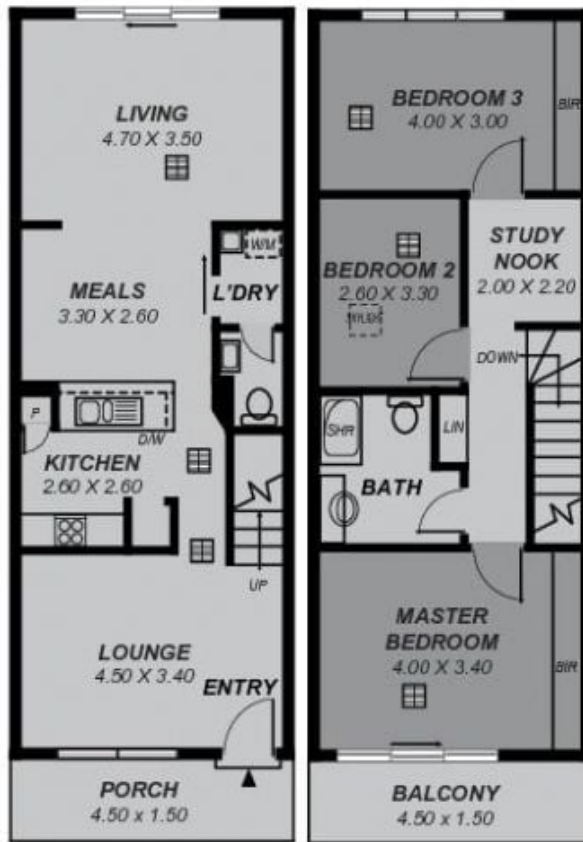 LIVING
4.70 X 3.50
W/M
L'DRY
MEALS
3.30 X 2.60
P
D/W
KITCHEN
2.60 X 2.60
UP
LOUNGE
4.50 X 3.40
ENTRY
PORCH
4.50 x 1.50
BEDROOM 3
4.00 X 3.00
BIR
STUDY
NOOK
2.00 X 2.20
BEDROOM 2
2.60 X 3.30
DOWN
SHR
LIN
BATH
MASTER
BEDROOM
4.00 X 3.40
BIR
BALCONY
4.50 x 1.50